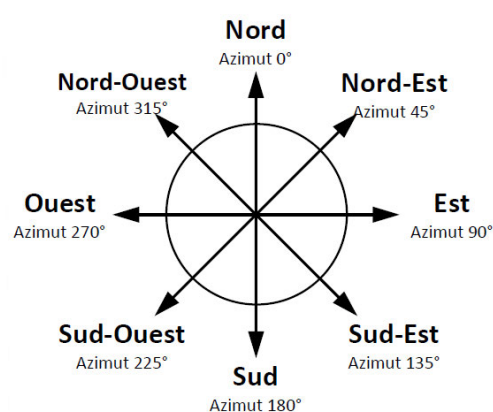 Nord
Azimut 0°
Nord-Ouest
Azimut 315°
Nord-Est
Azimut 45°
Ouest
Azimut 270°
Est
Azimut 90°
Sud-Ouest
Azimut 225°
Sud-Est
Azimut 135°
Sud
Azimut 180°